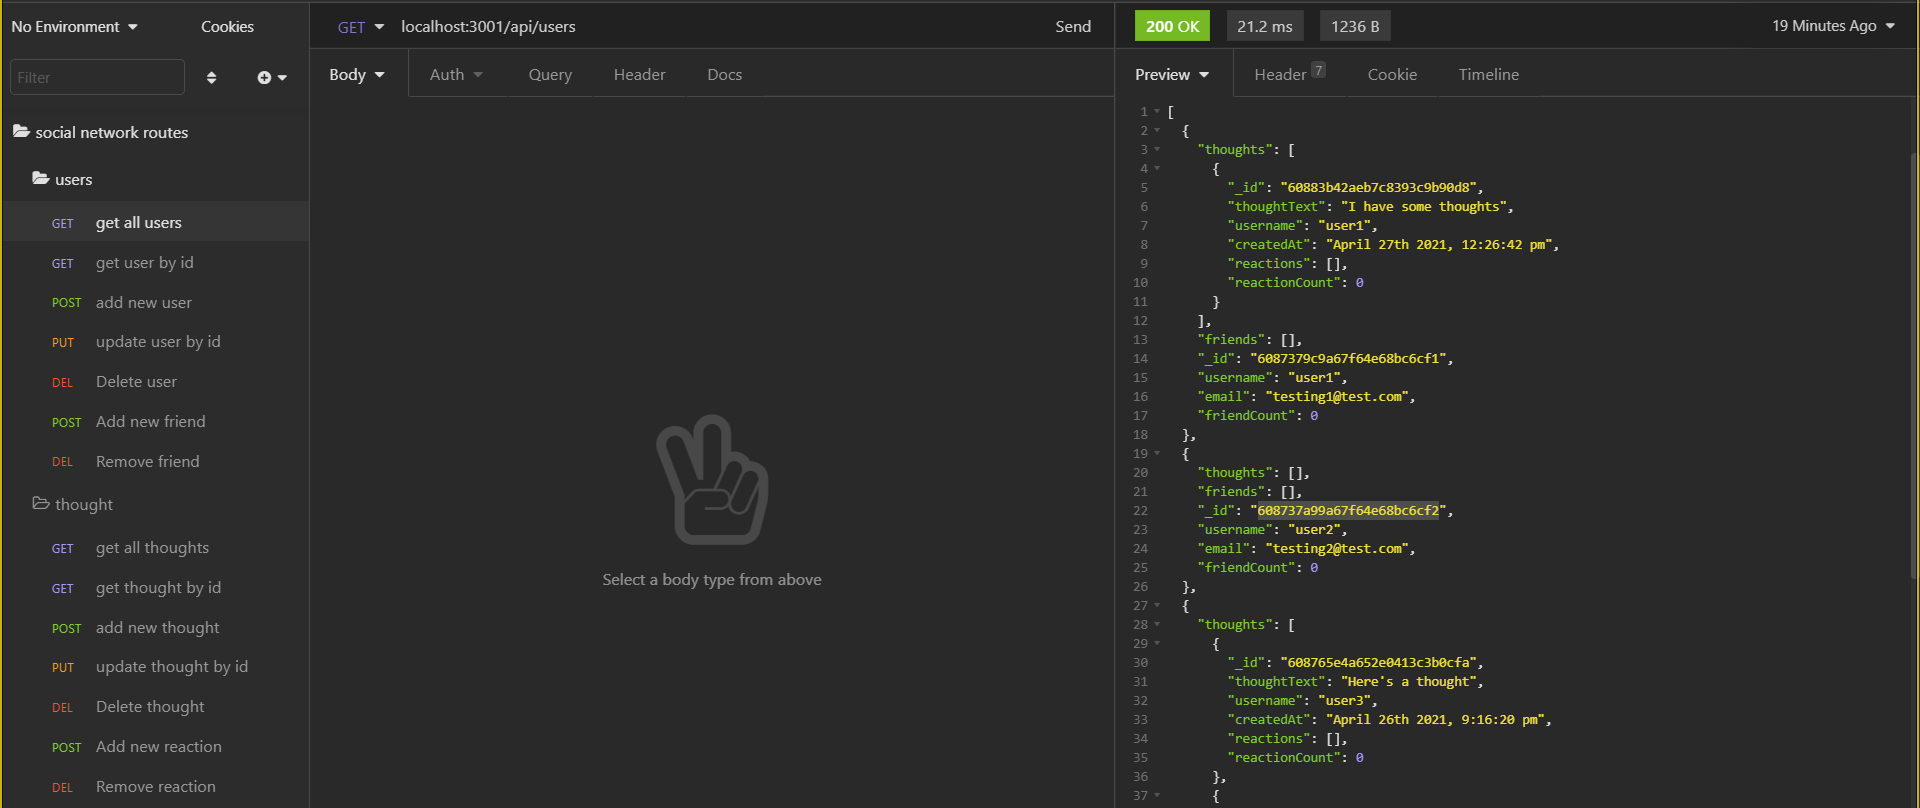 No Environment
Cookies
Filter
social network routes
users
GET get all users
GET get user by id
POST add new user
PUT update user by id
DEL Delete user
POST Add new friend
DEL Remove friend
thought
GET get all thoughts
GET get thought by id
POST add new thought
PUT update thought by id
DEL Delete thought
POST Add new reaction
DEL Remove reaction
GET localhost:3001/api/users Send
Body Auth Query Header Docs
Select a body type from above
200 OK 21.2 ms 1236 B 19 Minutes Ago
Preview Header 7 Cookie Timeline
1 [
2 {
3 "thoughts": [
4 {
5 "_id": "60883b42aeb7c8393c9b90d8",
6 "thoughtText": "I have some thoughts",
7 "username": "user1",
8 "createdAt": "April 27th 2021, 12:26:42 pm",
9 "reactions": [],
10 "reactionCount": 0
11 }
12 ],
13 "friends": [],
14 "_id": "6087379c9a67f64e68bc6cf1",
15 "username": "user1",
16 "email": "testing1@test.com",
17 "friendCount": 0
18 },
19 {
20 "thoughts": [],
21 "friends": [],
22 "_id": "608737a99a67f64e68bc6cf2",
23 "username": "user2",
24 "email": "testing2@test.com",
25 "friendCount": 0
26 },
27 {
28 "thoughts": [
29 {
30 "_id": "608765e4a652e0413c3b0cfa",
31 "thoughtText": "Here's a thought",
32 "username": "user3",
33 "createdAt": "April 26th 2021, 9:16:20 pm",
34 "reactions": [],
35 "reactionCount": 0
36 },
37 {